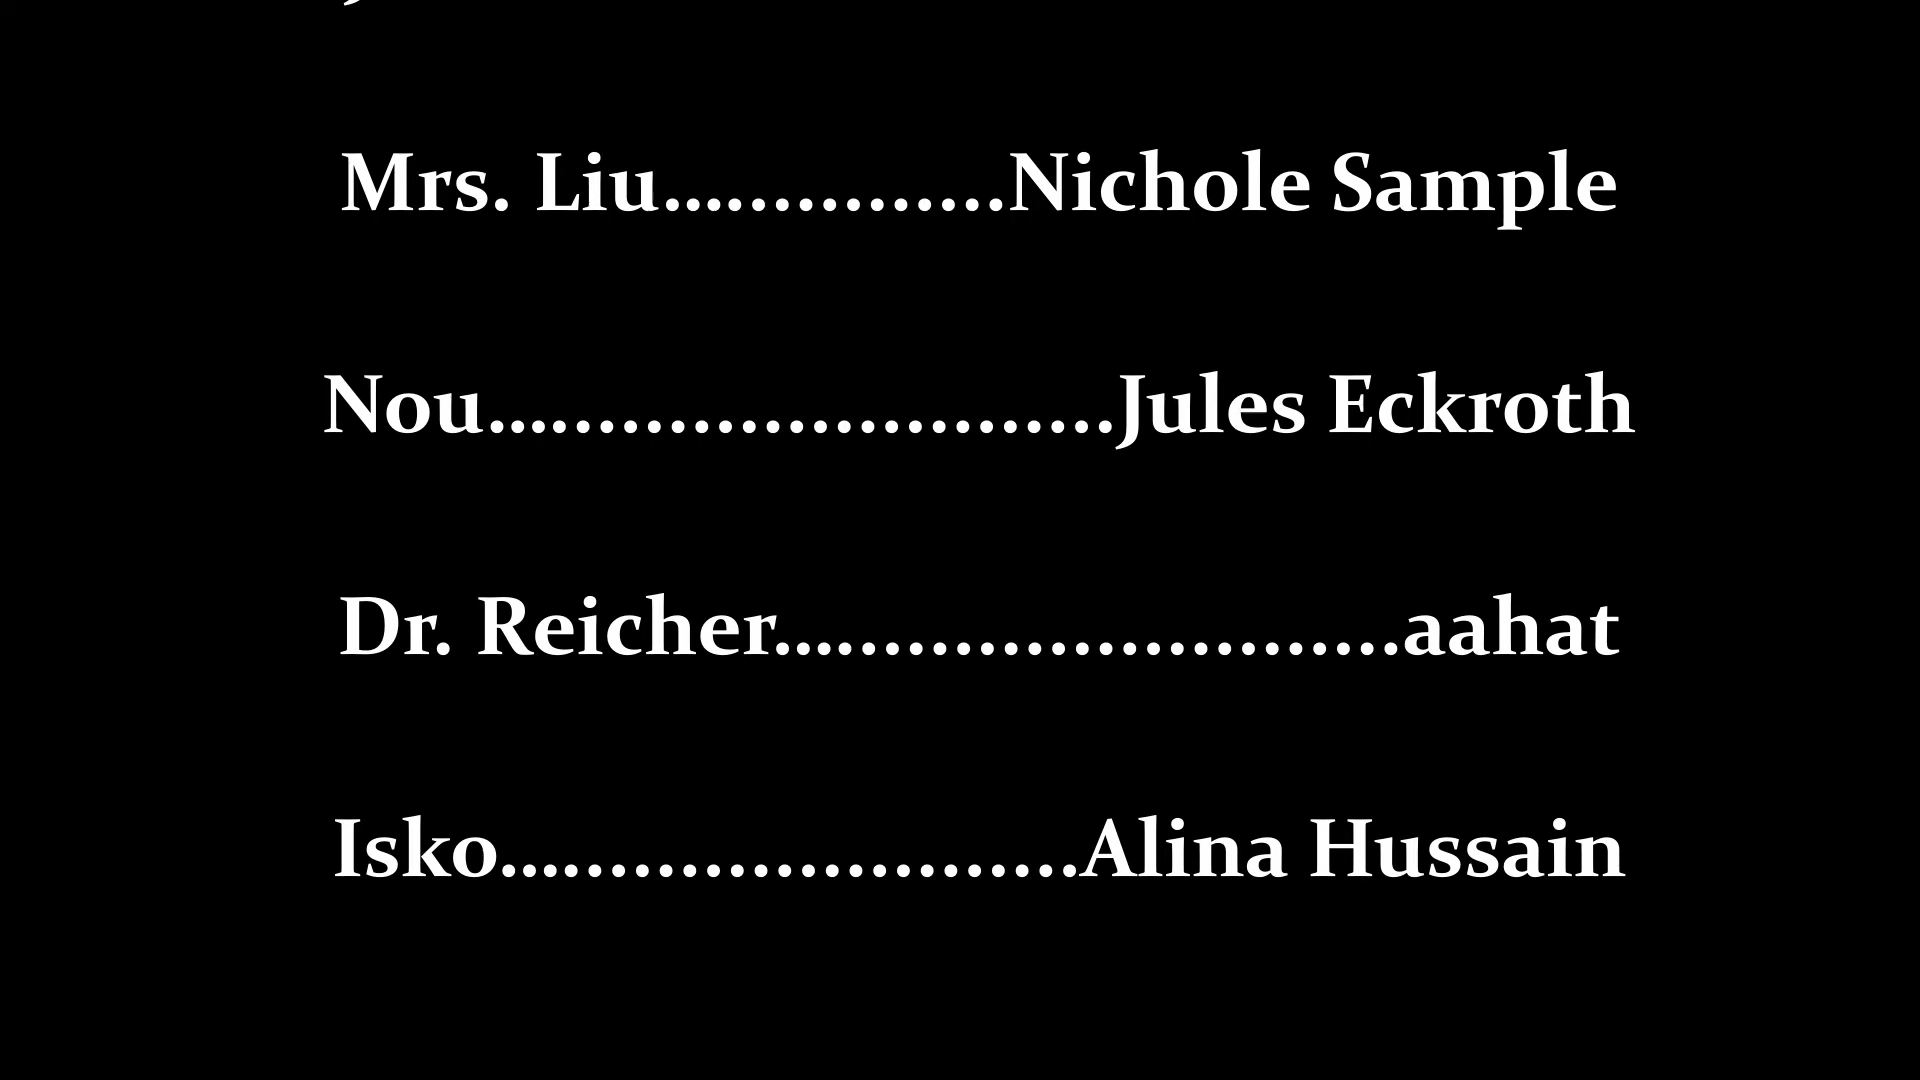 Mrs. Liu..............Nichole Sample
Nou...........................Jules Eckroth
Dr. Reicher...........................aahat
Isko.........................Alina Hussain